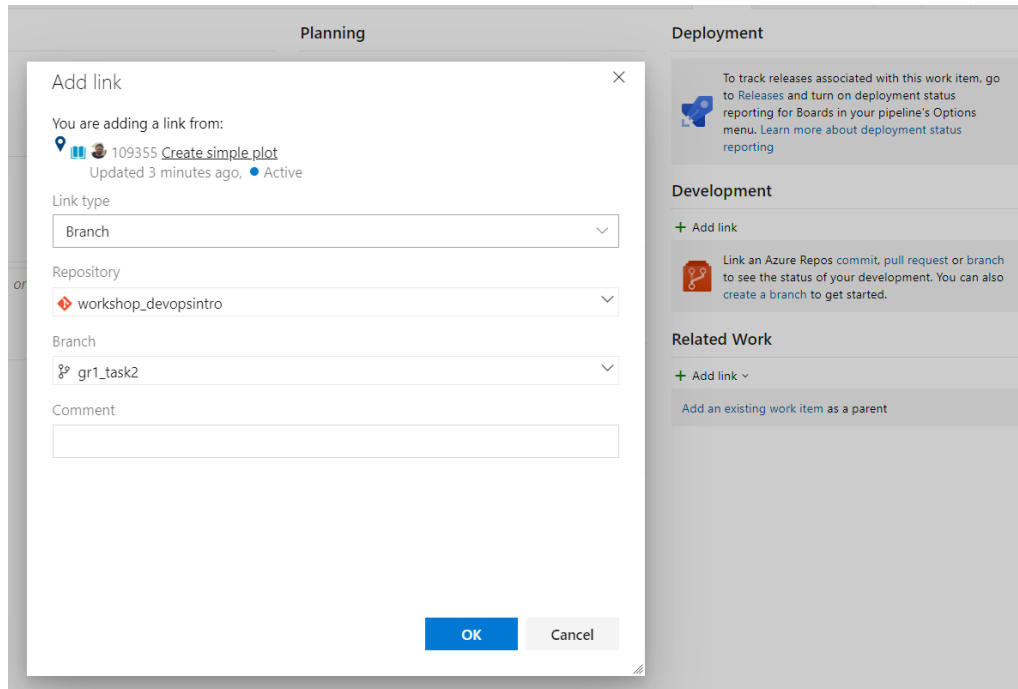 Planning
Deployment
Add link
You are adding a link from:
109355 Create simple plot
Updated 3 minutes ago, Active
Link type
Branch
Repository
workshop_devopsintro
Branch
gr1_task2
Comment
OK
Cancel
or
To track releases associated with this work item, go
to Releases and turn on deployment status
reporting for Boards in your pipeline's Options
menu. Learn more about deployment status
reporting
Development
+ Add link
Link an Azure Repos commit, pull request or branch
to see the status of your development. You can also
create a branch to get started.
Related Work
+ Add link
Add an existing work item as a parent